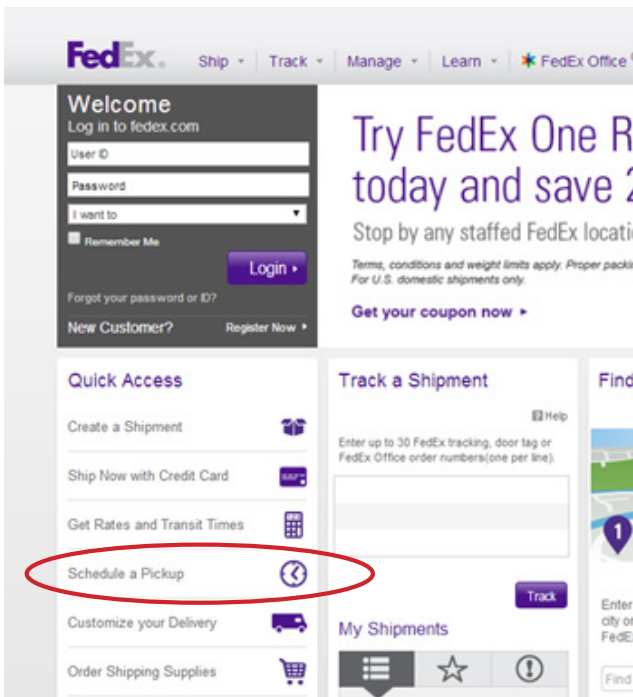 FedEx. Ship Track Manage Learn FedEx Office
Welcome
Log in to fedex.com
User ID
Password
I want to
Remember Me
Login
Forgot your password or ID?
New Customer? Register Now
Try FedEx One R
today and save 2
Stop by any staffed FedEx locati
Terms, conditions and weight limits apply. Proper packi
For U.S. domestic shipments only.
Get your coupon now
Quick Access
Create a Shipment
Ship Now with Credit Card
Get Rates and Transit Times
Schedule a Pickup
Customize your Delivery
Order Shipping Supplies
Track a Shipment
Help
Enter up to 30 FedEx tracking, door tag or
FedEx Office order numbers(one per line).
Track
My Shipments
Find
1
Enter
city or
FedE
Find